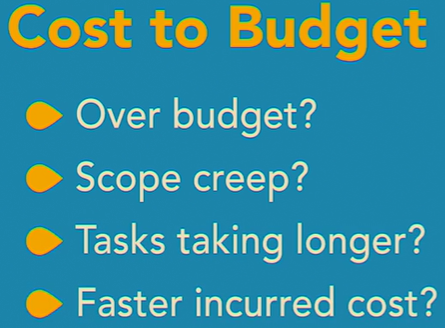 Cost to Budget
Over budget?
Scope creep?
Tasks taking longer?
Faster incurred cost?